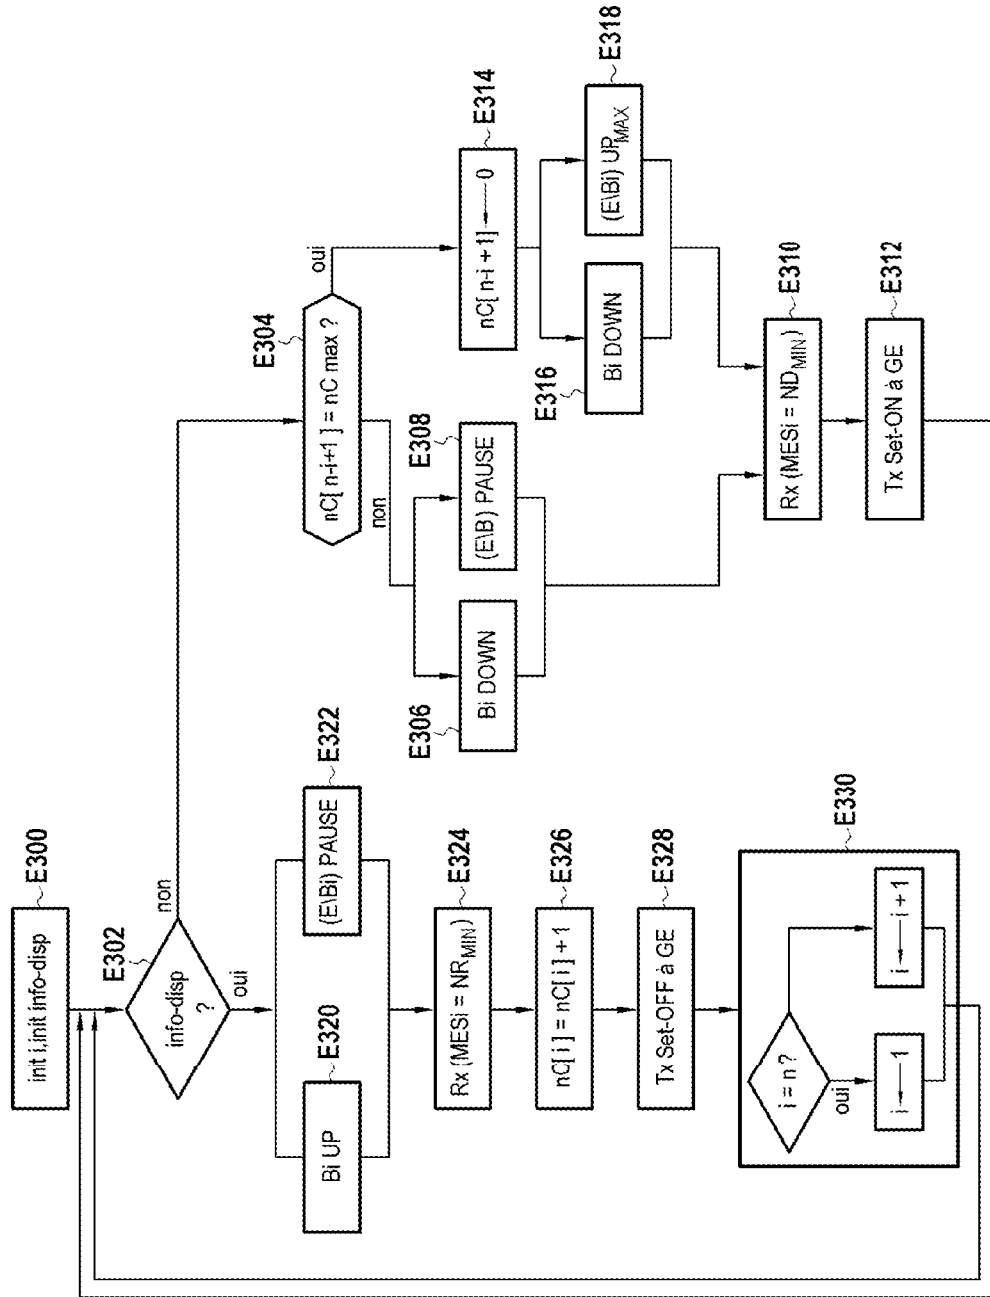 init i,init info-disp
E300
info-disp
?
E302
non
oui
nC[ n-i+1] = nC max ?
E304
oui
non
nC[ n-i +1] ← 0
E314
Bi DOWN
E306
(E\B) PAUSE
E308
Bi DOWN
E316
(E\Bi) UPMAX
E318
Rx (MESi = NDMIN)
E310
Tx Set-ON à GE
E312
Bi UP
E320
(E\Bi) PAUSE
E322
Rx (MESi = NRMIN)
E324
nC[ i ] = nC[ i ] + 1
E326
Tx Set-OFF à GE
E328
E330
i = n ?
oui
i ← 1
i ← i + 1